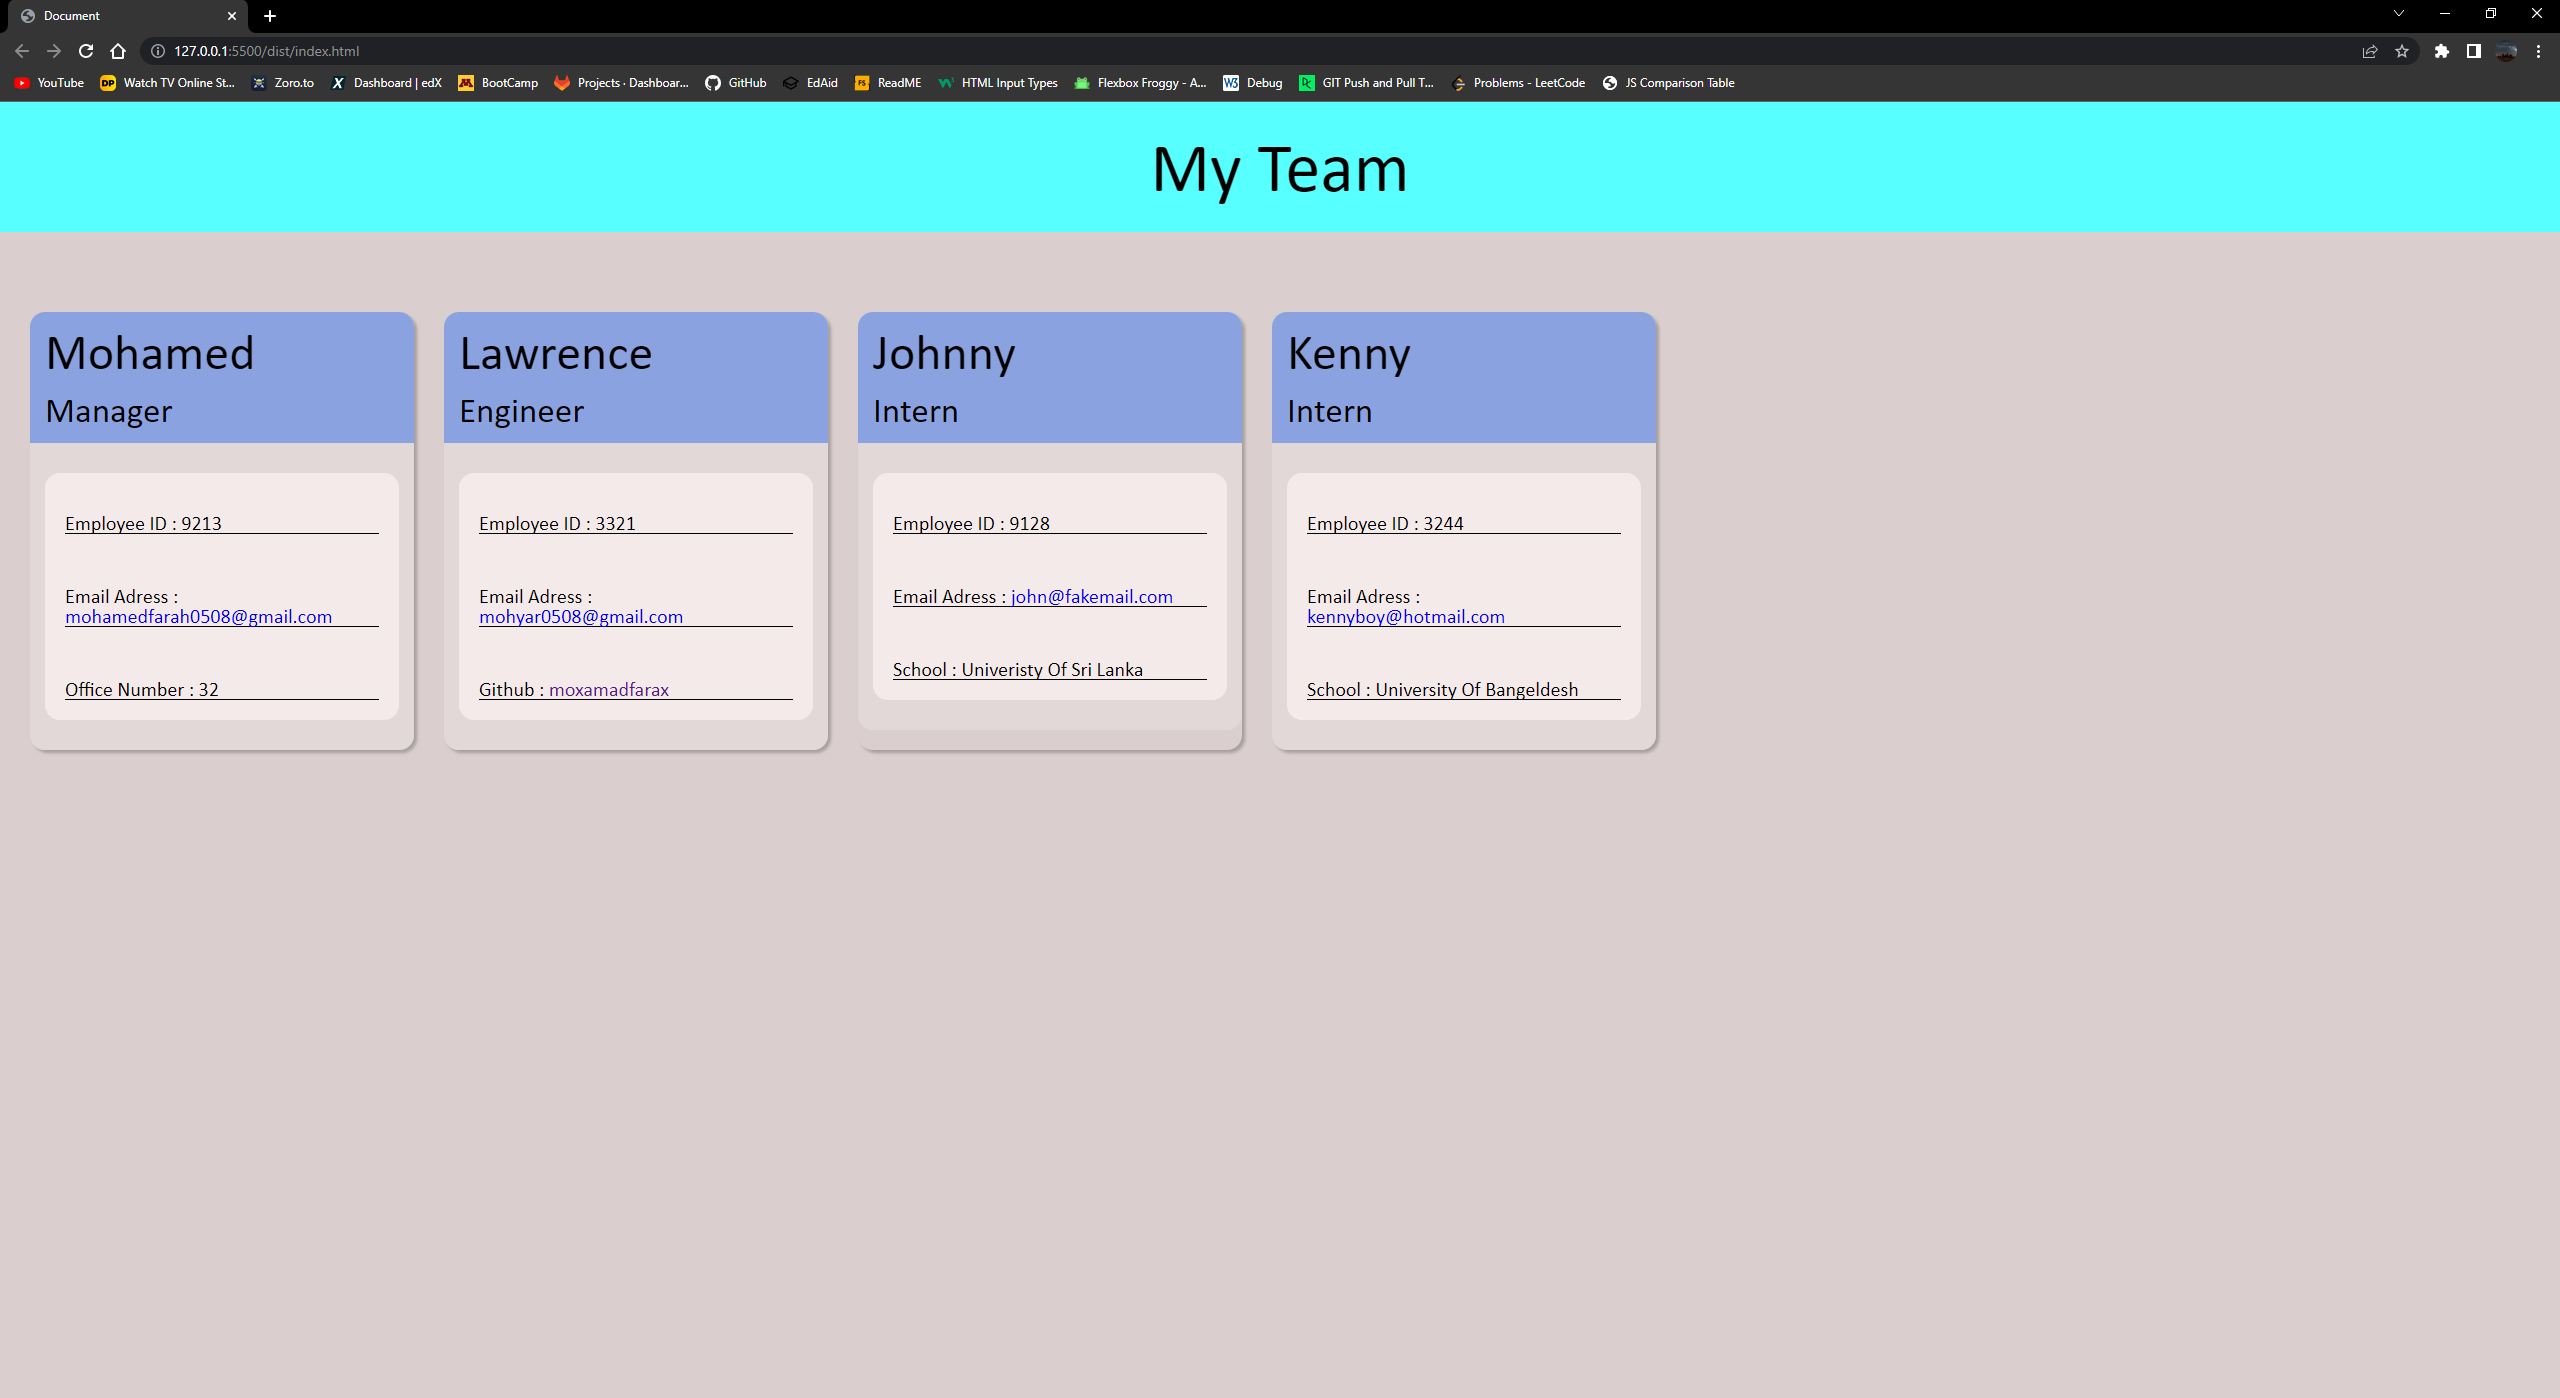 Document
127.0.0.1:5500/dist/index.html
YouTube
DP Watch TV Online St...
Zoro.to
X Dashboard | edX
M BootCamp
Projects · Dashboar...
GitHub
EdAid
FS ReadME
W HTML Input Types
Flexbox Froggy - A...
W3 Debug
DC GIT Push and Pull T...
Problems - LeetCode
JS Comparison Table
My Team
Mohamed
Manager
Employee ID : 9213
Email Adress :
mohamedfarah0508@gmail.com
Office Number : 32
Lawrence
Engineer
Employee ID : 3321
Email Adress :
mohyar0508@gmail.com
Github : moxamadfarax
Johnny
Intern
Employee ID : 9128
Email Adress : john@fakemail.com
School : Univeristy Of Sri Lanka
Kenny
Intern
Employee ID : 3244
Email Adress :
kennyboy@hotmail.com
School : University Of Bangeldesh